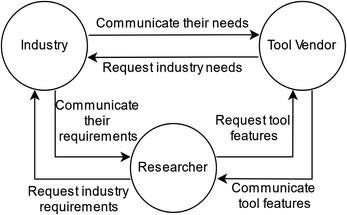 Communicate their needs
Industry
Tool Vendor
Request industry needs
Communicate
their
requirements
Request tool
features
Researcher
Request industry
requirements
Communicate
tool features